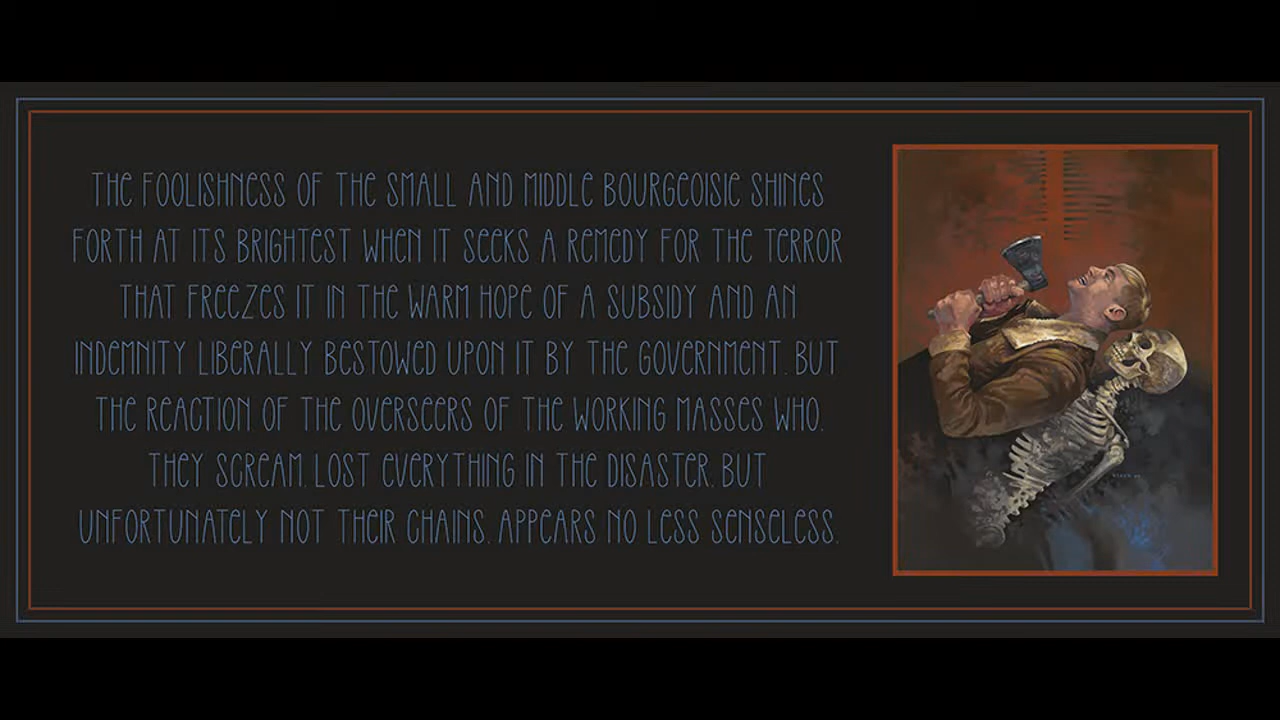 THE FOOLISHNESS OF THE SMALL AND MIDDLE BOURGEOISIE SHINES
FORTH AT ITS BRIGHTEST WHEN IT SEEKS A REMEDY FOR THE TERROR
THAT FREEZES IT IN THE WARM HOPE OF A SUBSIDY AND AN
INDEMNITY LIBERALLY BESTOWED UPON IT BY THE GOVERNMENT. BUT
THE REACTION OF THE OVERSEERS OF THE WORKING MASSES WHO,
THEY SCREAM, LOST EVERYTHING IN THE DISASTER, BUT
UNFORTUNATELY NOT THEIR CHAINS, APPEARS NO LESS SENSELESS.